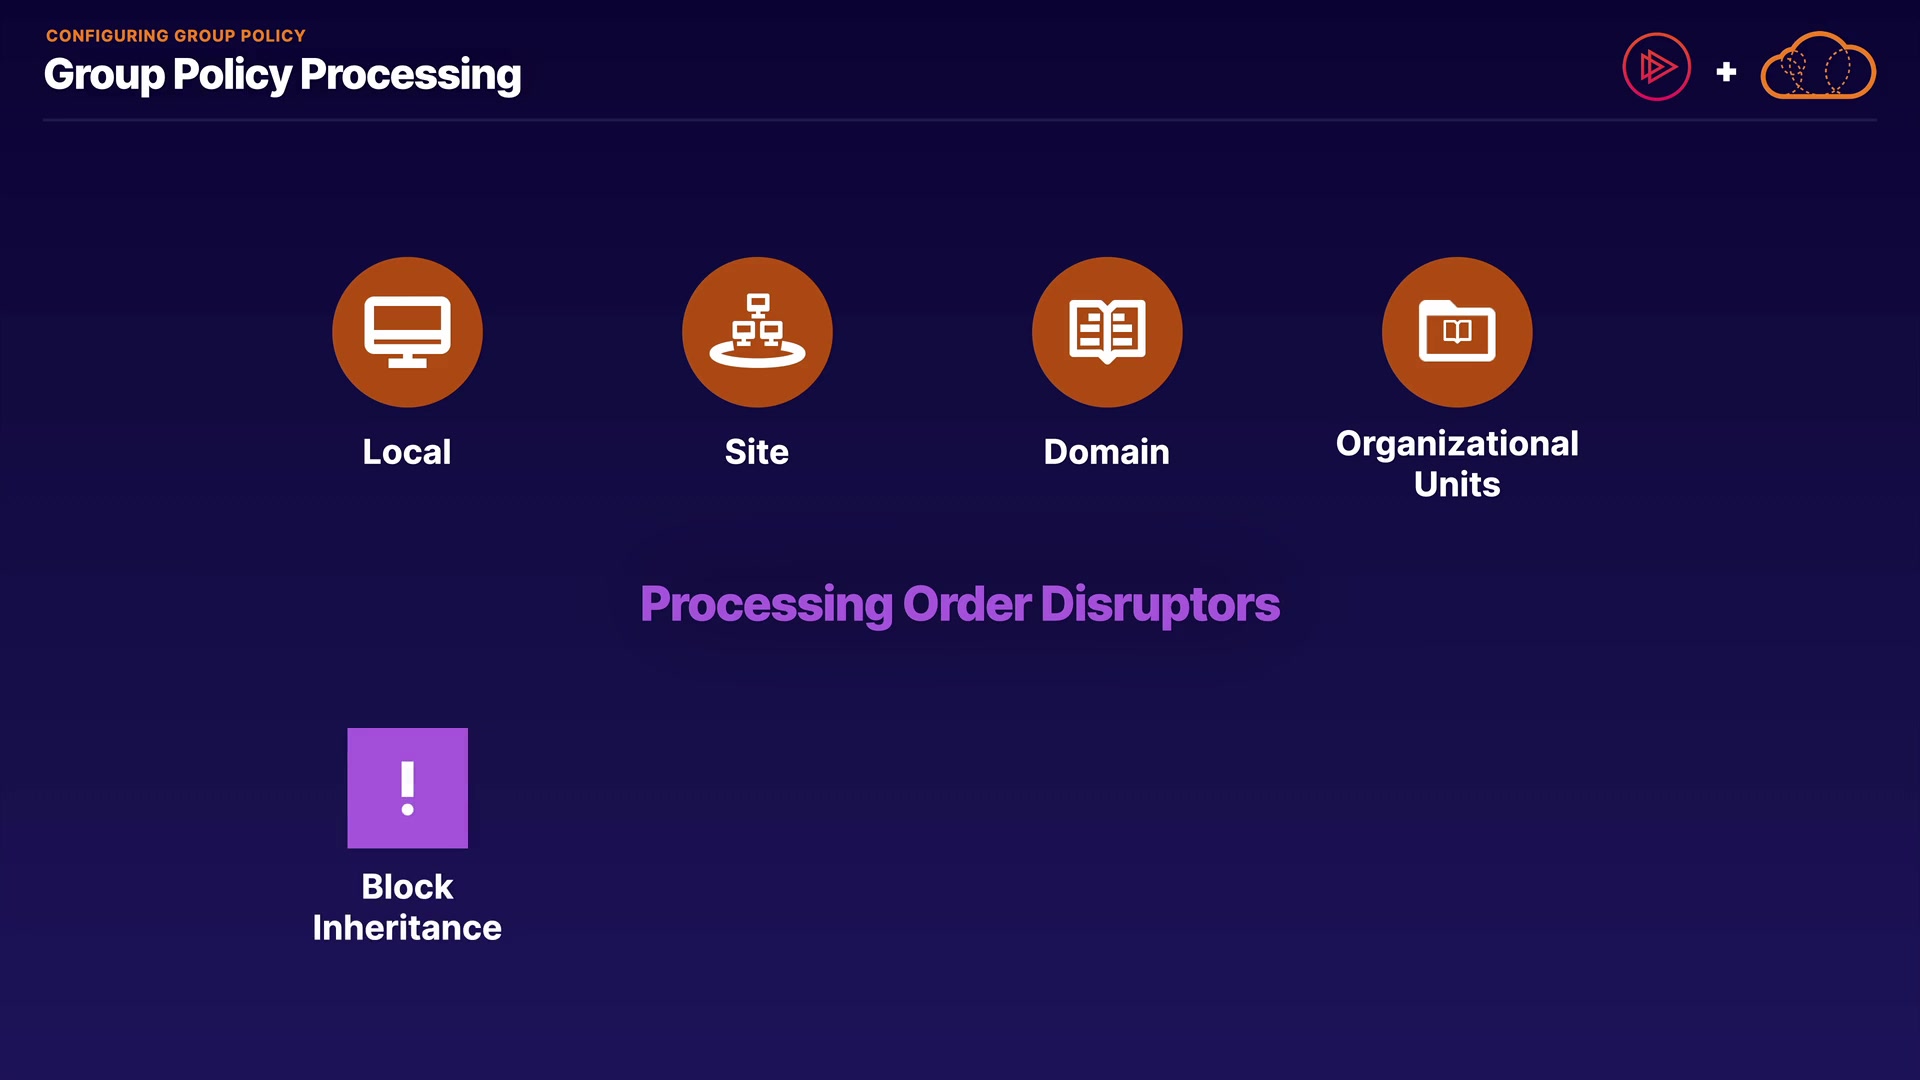 CONFIGURING GROUP POLICY
Group Policy Processing
Local
Site
Domain
Organizational
Units
Processing Order Disruptors
!
Block
Inheritance